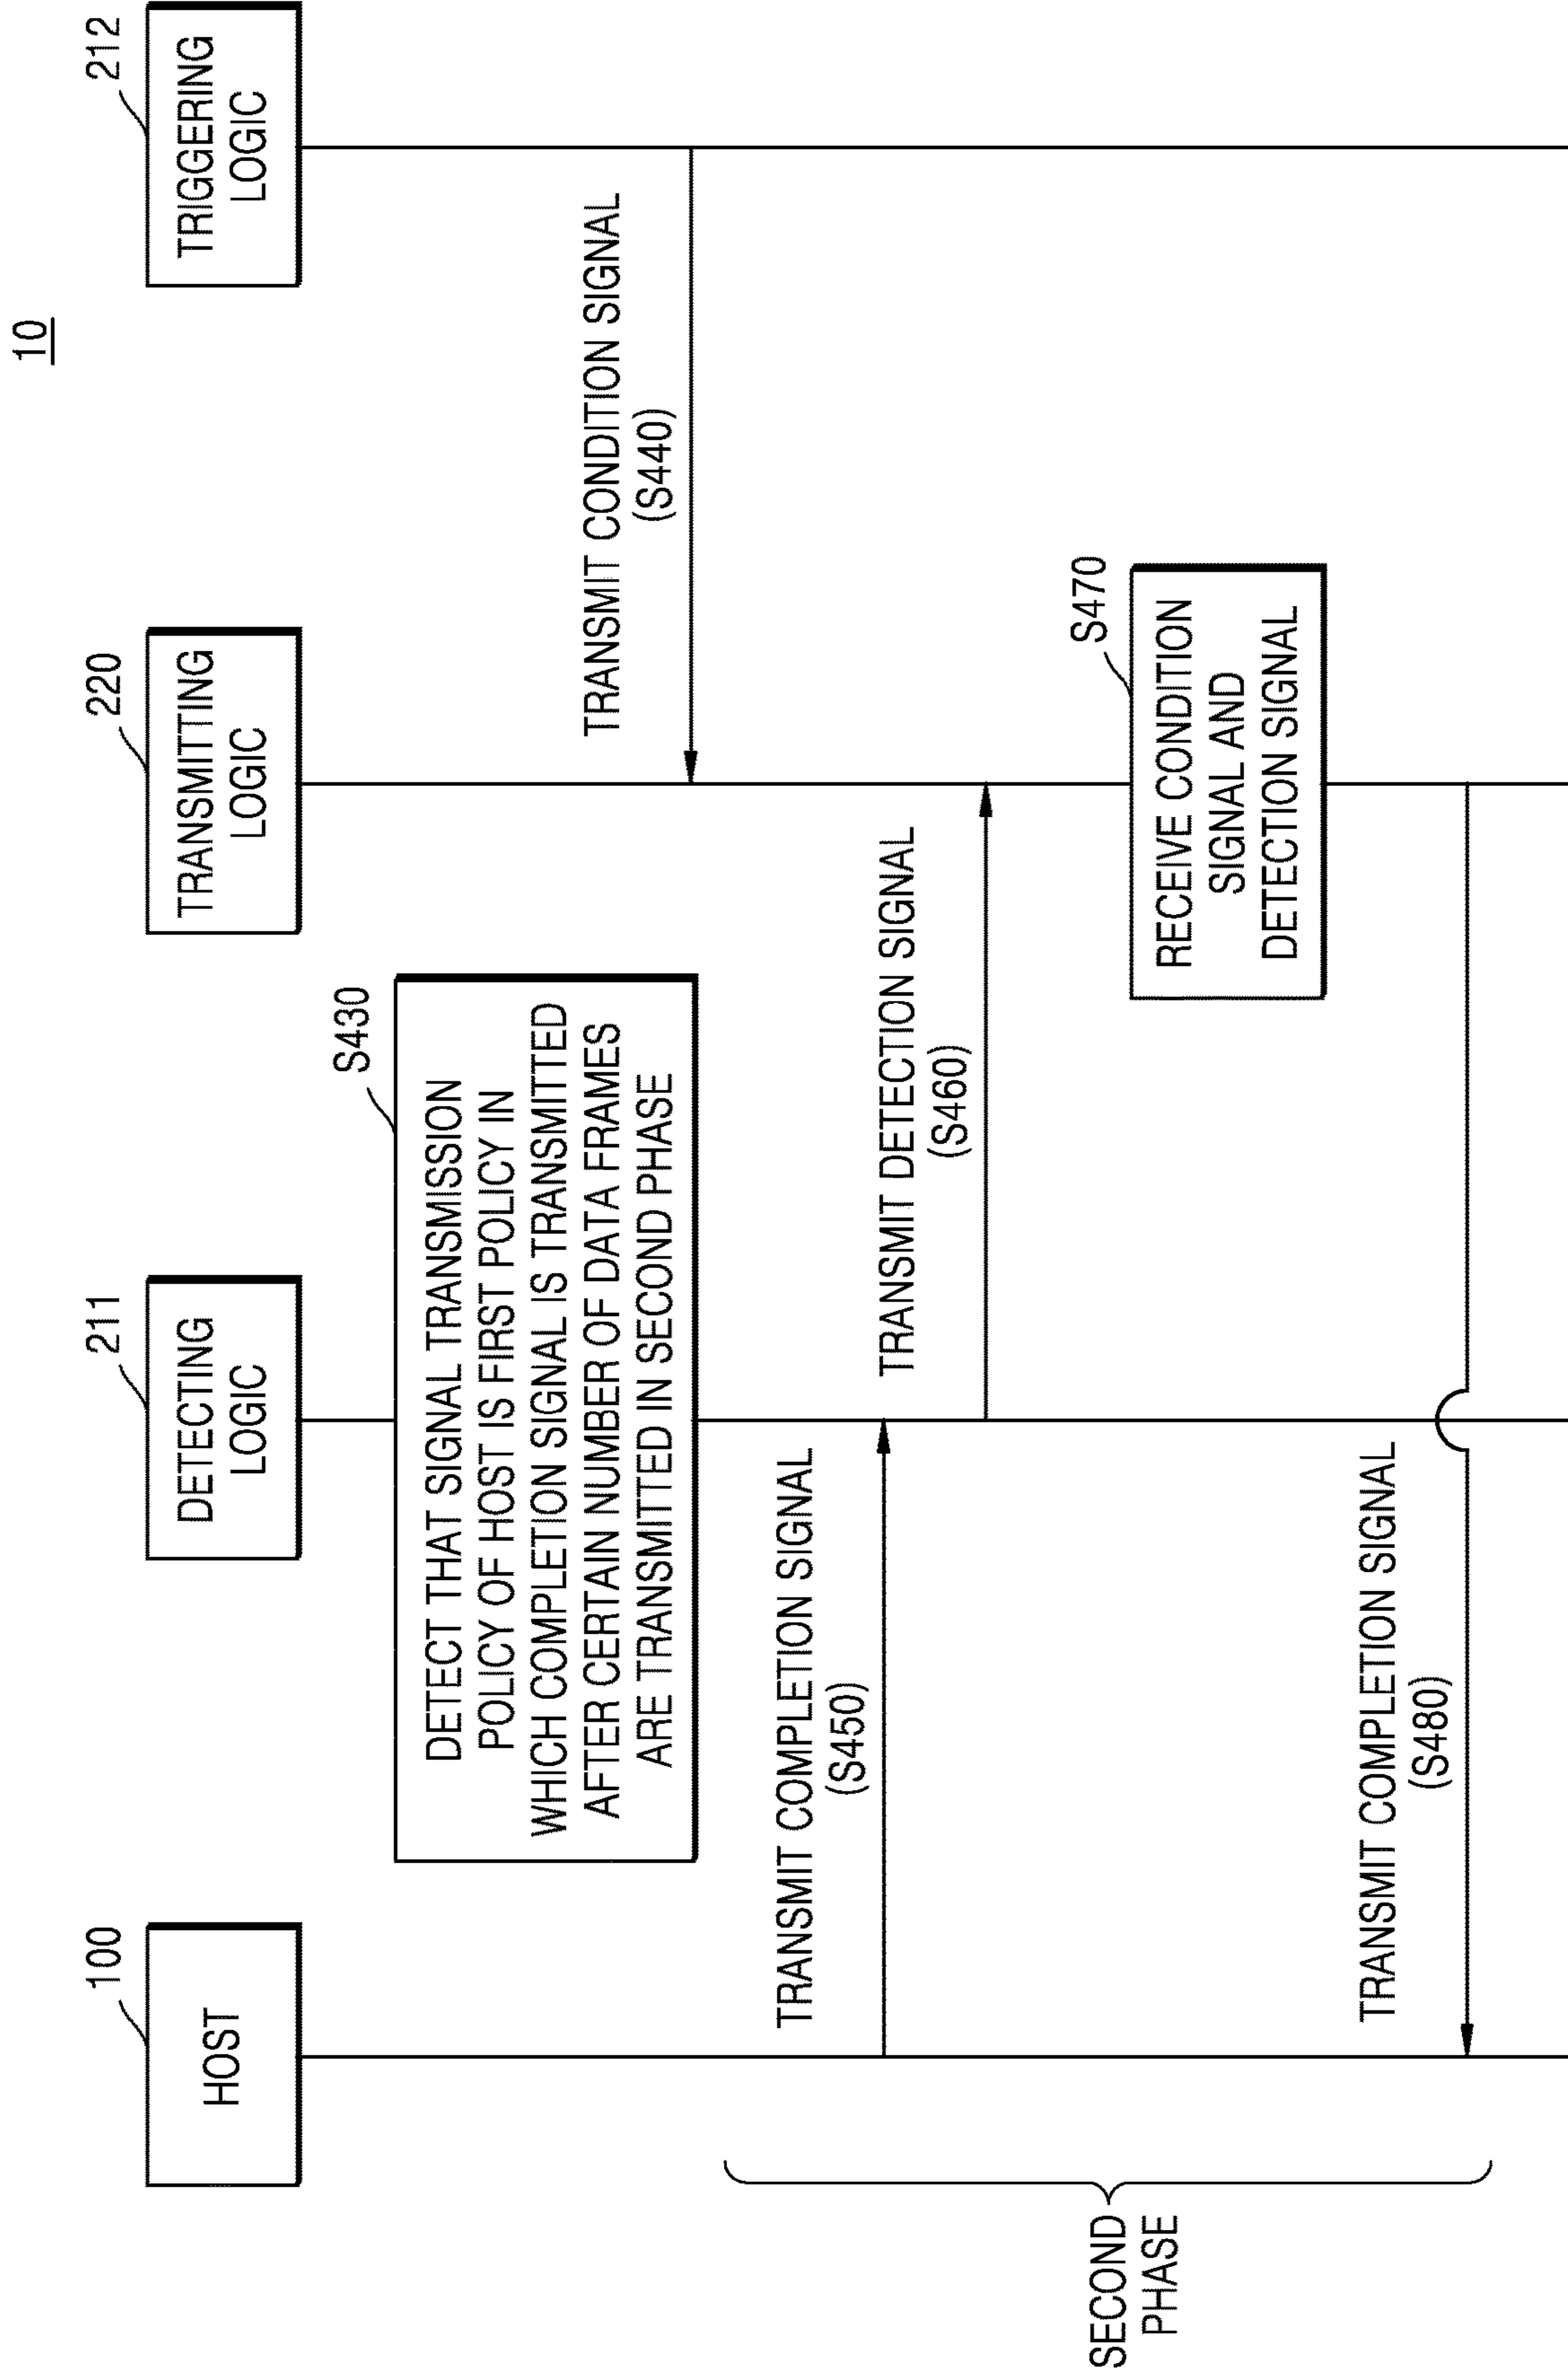 10
100
HOST
211
DETECTING
LOGIC
220
TRANSMITTING
LOGIC
212
TRIGGERING
LOGIC
S430
DETECT THAT SIGNAL TRANSMISSION
POLICY OF HOST IS FIRST POLICY IN
WHICH COMPLETION SIGNAL IS TRANSMITTED
AFTER CERTAIN NUMBER OF DATA FRAMES
ARE TRANSMITTED IN SECOND PHASE
TRANSMIT CONDITION SIGNAL
(S440)
TRANSMIT COMPLETION SIGNAL
(S450)
TRANSMIT DETECTION SIGNAL
(S460)
S470
RECEIVE CONDITION
SIGNAL AND
DETECTION SIGNAL
TRANSMIT COMPLETION SIGNAL
(S480)
SECOND
PHASE